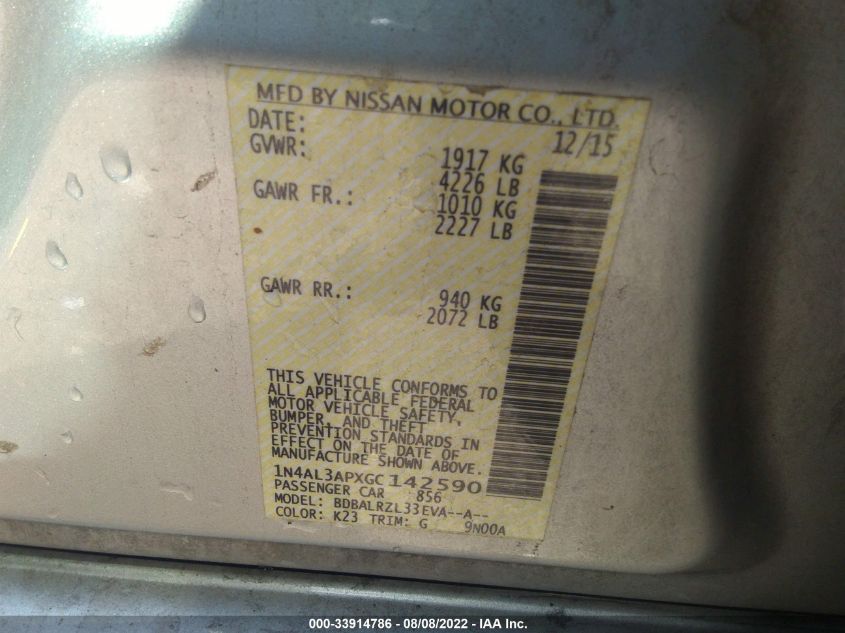 MFD BY NISSAN MOTOR CO., LTD.
DATE: 12/15
GVWR: 1917 KG
4226 LB
GAWR FR.: 1010 KG
2227 LB
GAWR RR.: 940 KG
2072 LB
THIS VEHICLE CONFORMS TO
ALL APPLICABLE FEDERAL
MOTOR VEHICLE SAFETY,
BUMPER, AND THEFT
PREVENTION STANDARDS IN
EFFECT ON THE DATE OF
MANUFACTURE SHOWN ABOVE.
1N4AL3APXGC142590
PASSENGER CAR 856
MODEL: BDBALRZL33EVA--A--
COLOR: K23 TRIM: G 9N00A
000-33914786 - 08/08/2022 - IAA Inc.